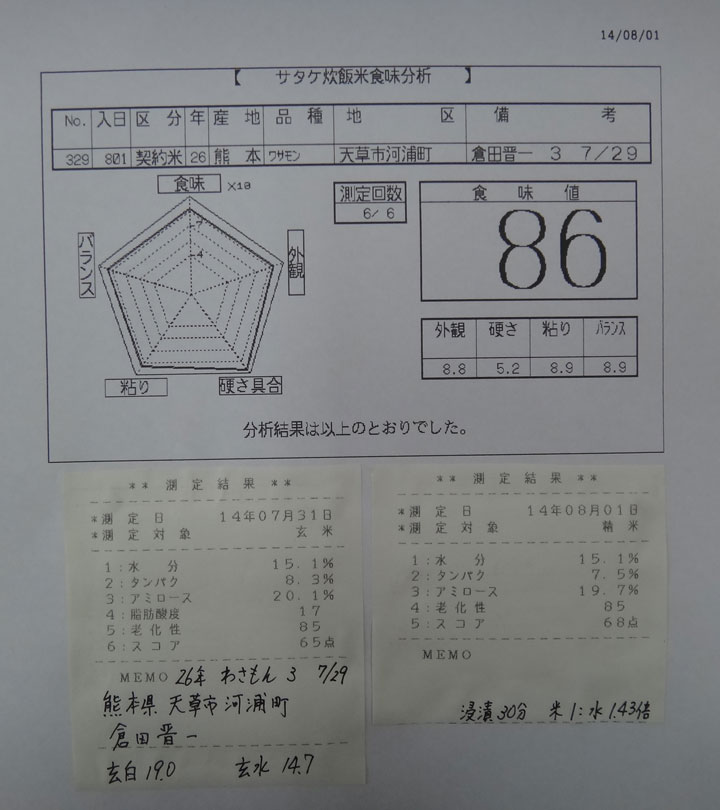 14/08/01
【 サタケ炊飯米食味分析 】
No. 入日 区分 年 産地 品種 地区 備考
329 801 契約米 26 熊本 ワサモン 天草市河浦町 倉田晋一 3 7/29
食味 X10
測定回数
6/ 6
食味値
86
7
4
バランス
外観
粘り
硬さ具合
外観 硬さ 粘り バランス
8.8 5.2 8.9 8.9
分析結果は以上のとおりでした。
** 測定結果 **
*測定日 14年07月31日
*測定対象 玄米
1:水分 15.1%
2:タンパク 8.3%
3:アミロース 20.1%
4:脂肪酸度 17
5:老化性 85
6:スコア 65点
MEMO 26年 わさもん 3 7/29
熊本県 天草市 河浦町
倉田晋一
玄白 19.0 玄水 14.7
** 測定結果 **
*測定日 14年08月01日
*測定対象 精米
1:水分 15.1%
2:タンパク 7.5%
3:アミロース 19.7%
4:老化性 85
5:スコア 68点
MEMO
浸漬30分 米1:水1.43倍